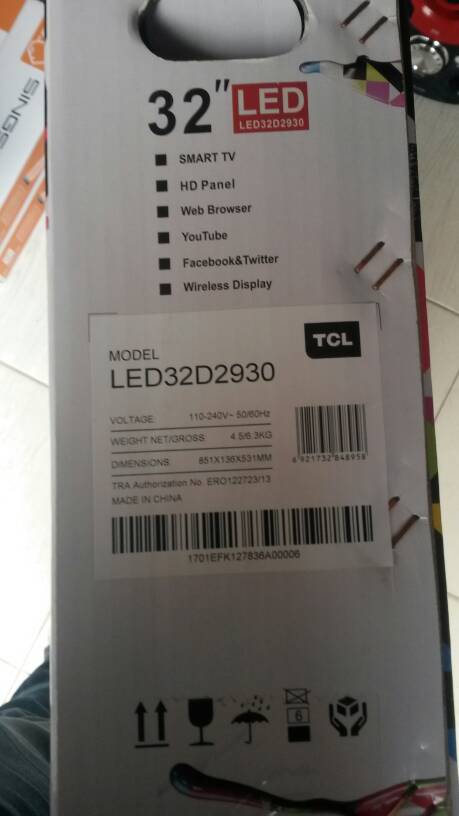 32" LED
LED32D2930
SMART TV
HD Panel
Web Browser
YouTube
Facebook&Twitter
Wireless Display
TCL
MODEL
LED32D2930
VOLTAGE: 110-240V~ 50/60Hz
WEIGHT NET/GROSS: 4.5/6.3KG
DIMENSIONS: 851X136X531MM
6921732848958
TRA Authorization No. ERO122723/13
MADE IN CHINA
1701EFK127836A00006
6